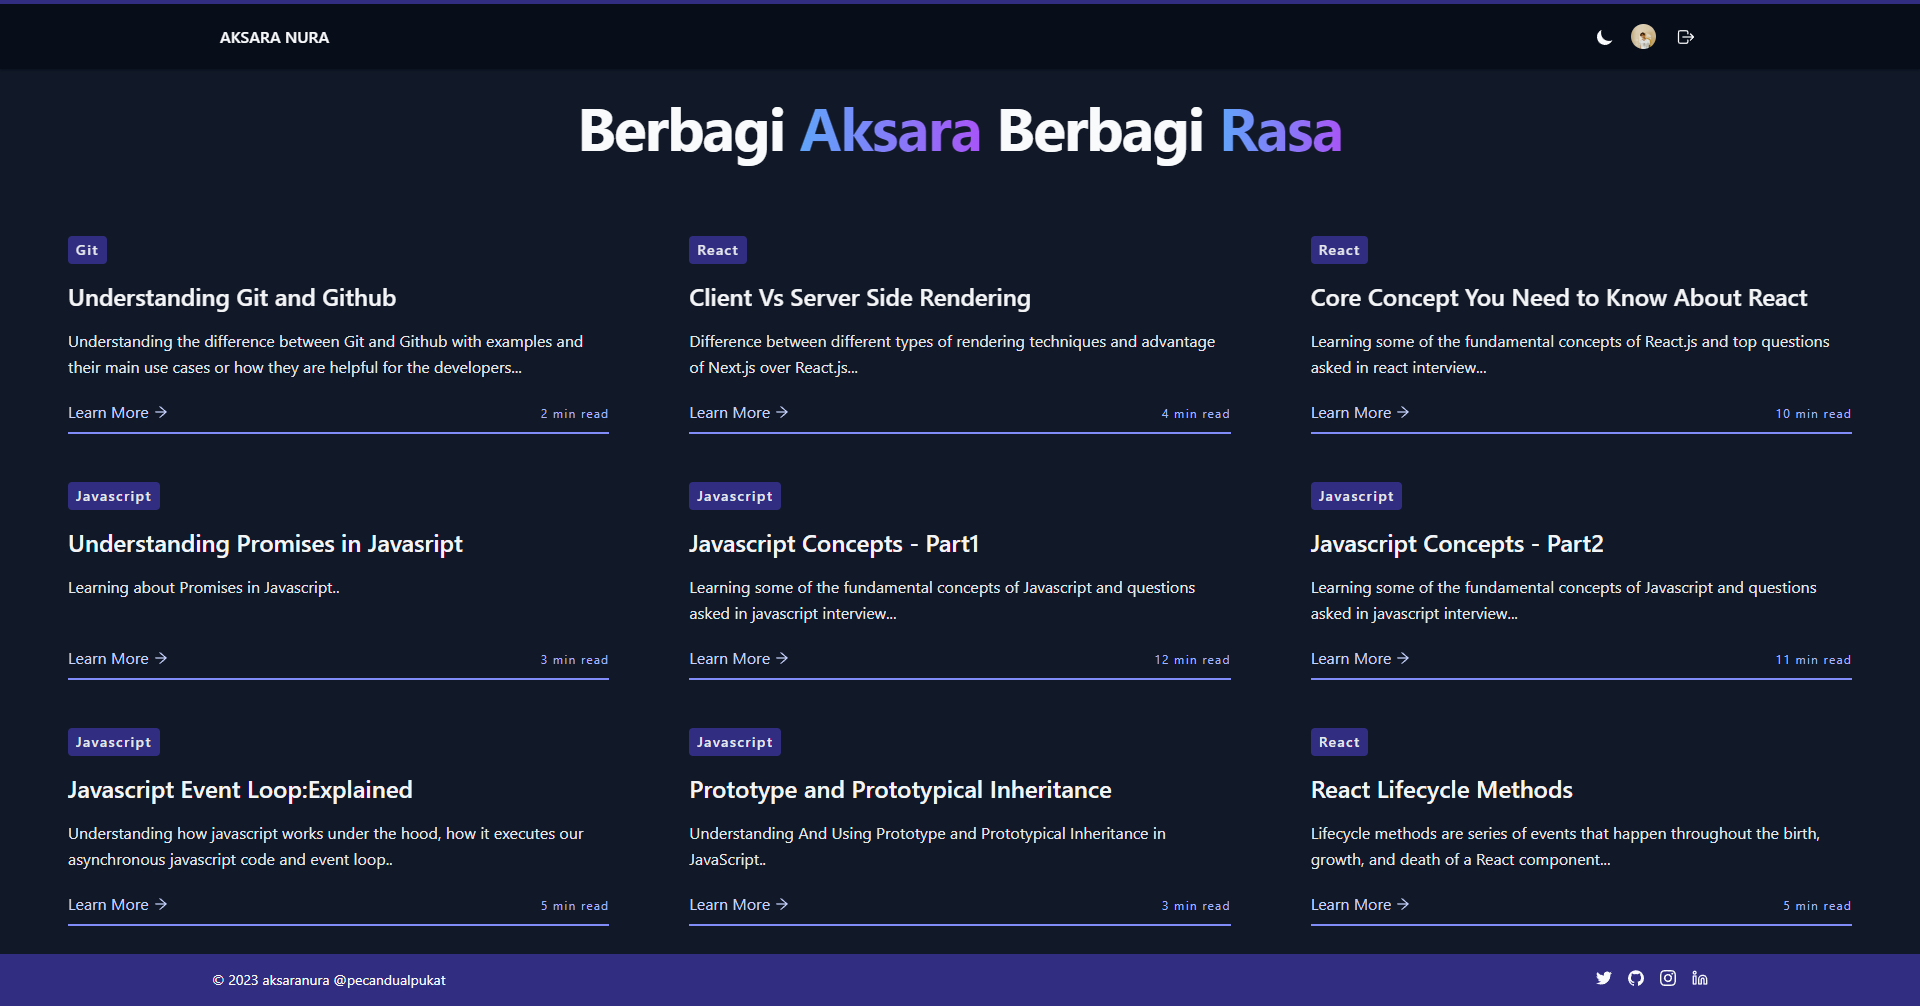 AKSARA NURA
Berbagi Aksara Berbagi Rasa
Git
Understanding Git and Github
Understanding the difference between Git and Github with examples and
their main use cases or how they are helpful for the developers...
Learn More
2 min read
React
Client Vs Server Side Rendering
Difference between different types of rendering techniques and advantage
of Next.js over React.js...
Learn More
4 min read
React
Core Concept You Need to Know About React
Learning some of the fundamental concepts of React.js and top questions
asked in react interview...
Learn More
10 min read
Javascript
Understanding Promises in Javasript
Learning about Promises in Javascript..
Learn More
3 min read
Javascript
Javascript Concepts - Part1
Learning some of the fundamental concepts of Javascript and questions
asked in javascript interview...
Learn More
12 min read
Javascript
Javascript Concepts - Part2
Learning some of the fundamental concepts of Javascript and questions
asked in javascript interview...
Learn More
11 min read
Javascript
Javascript Event Loop:Explained
Understanding how javascript works under the hood, how it executes our
asynchronous javascript code and event loop..
Learn More
5 min read
Javascript
Prototype and Prototypical Inheritance
Understanding And Using Prototype and Prototypical Inheritance in
JavaScript..
Learn More
3 min read
React
React Lifecycle Methods
Lifecycle methods are series of events that happen throughout the birth,
growth, and death of a React component...
Learn More
5 min read
© 2023 aksaranura @pecandualpukat